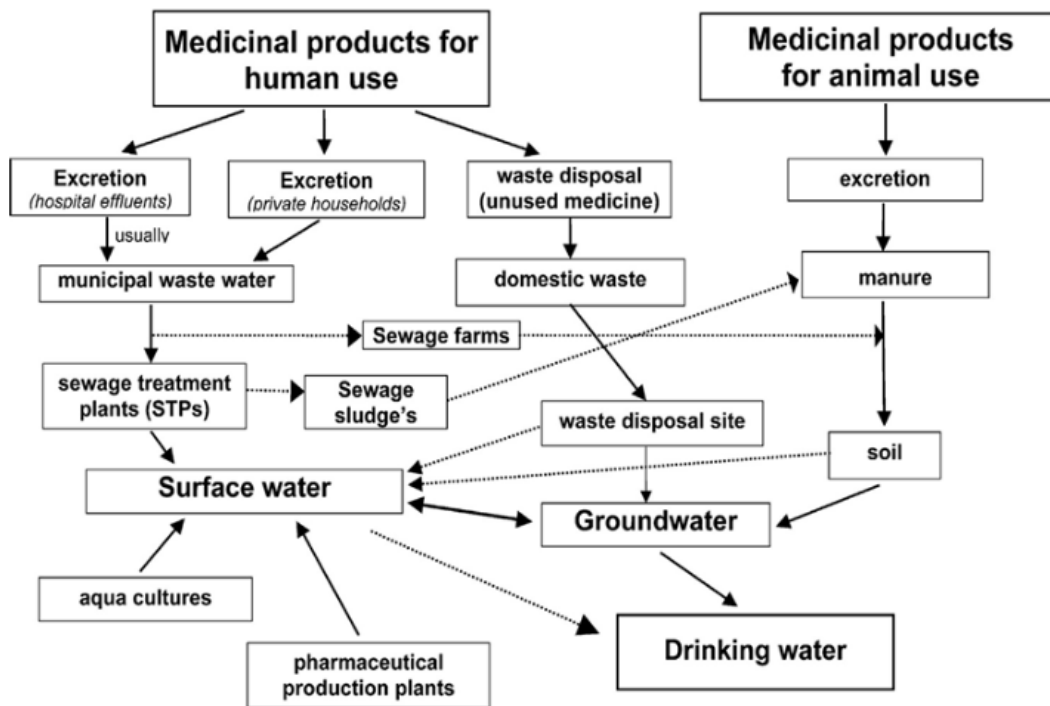 Medicinal products for
human use
Medicinal products
for animal use
Excretion
(hospital effluents)
Excretion
(private households)
waste disposal
(unused medicine)
excretion
usually
municipal waste water
domestic waste
manure
Sewage farms
sewage treatment
plants (STPs)
Sewage
sludge's
waste disposal site
soil
Surface water
Groundwater
aqua cultures
Drinking water
pharmaceutical
production plants